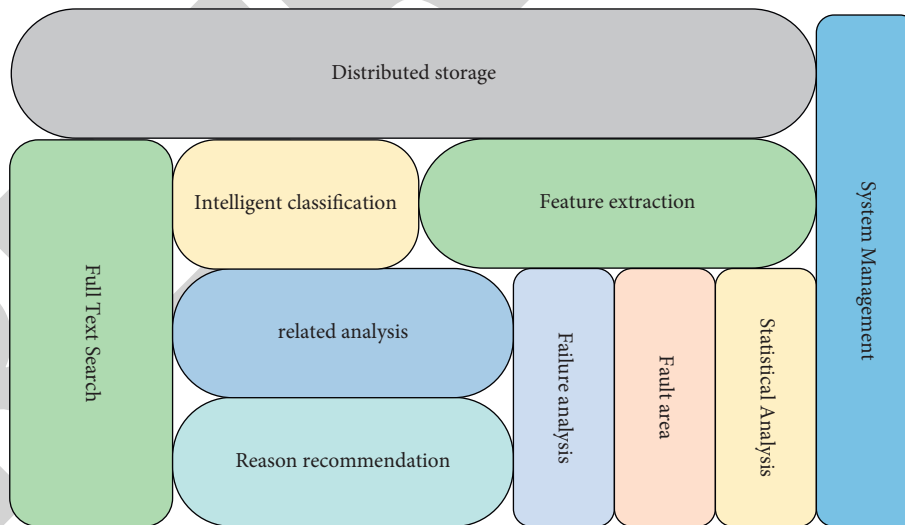 Distributed storage
Intelligent classification
Feature extraction
Full Text Search
related analysis
Reason recommendation
Failure analysis
Fault area
Statistical Analysis
System Management